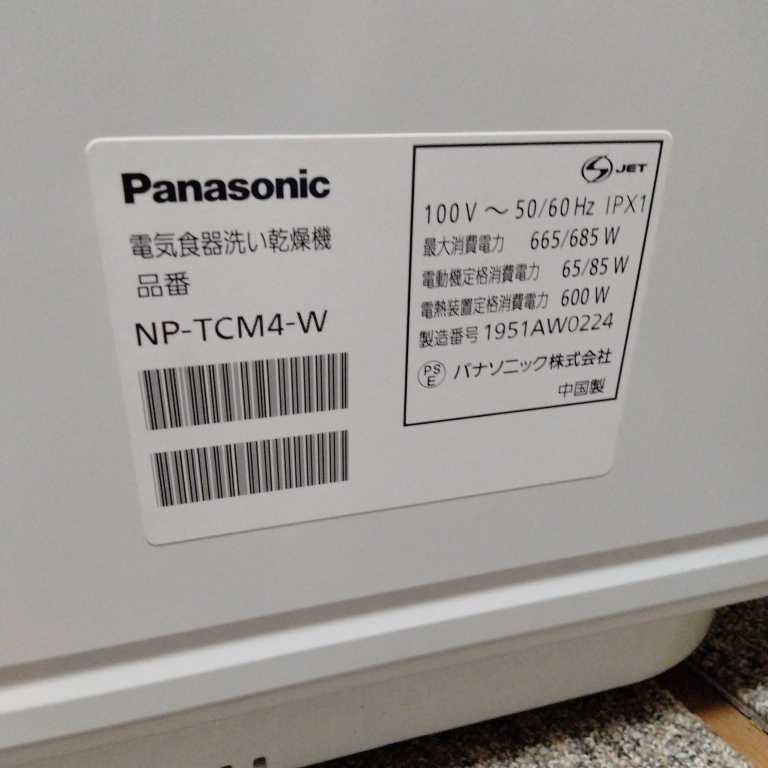 Panasonic
電気食器洗い乾燥機
品番
NP-TCM4-W
JET
100V～50/60Hz IPX1
最大消費電力 665/685W
電動機定格消費電力 65/85W
電熱装置定格消費電力 600W
製造番号 1951AW0224
PSE パナソニック株式会社
中国製